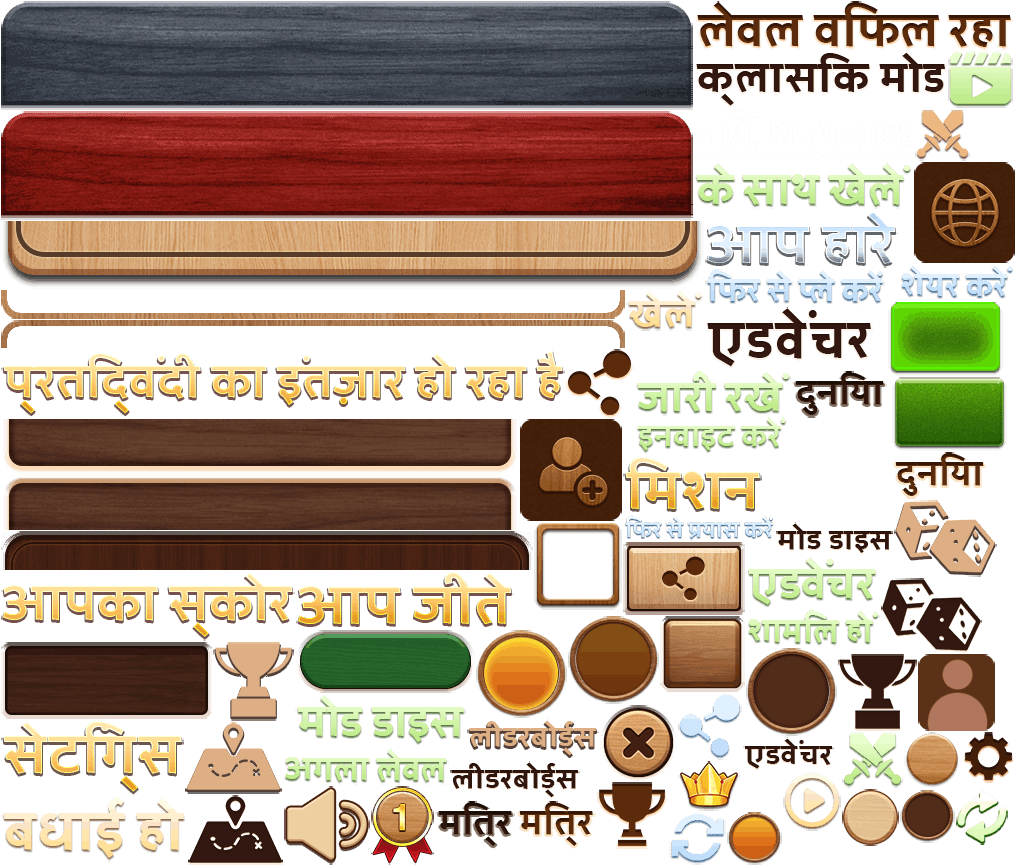 लेवल वफिल रहा
क्लासकि मोड
के साथ खेलें
आप हारे
फिर से प्ले करें
शेयर करें
खेलें
एडवेंचर
प्रतद्विंदी का इंतज़ार हो रहा है
जारी रखें
दुनयिा
इनवाइट करें
मिशन
दुनयिा
फिर से प्रयास करें
मोड डाइस
एडवेंचर
आपका स्कोर
आप जीते
शामलि हों
मोड डाइस
लीडरबोर्ड्स
सेटगि्स
एडवेंचर
अगला लेवल
लीडरबोर्ड्स
बधाई हो
1
मति्र
मति्र